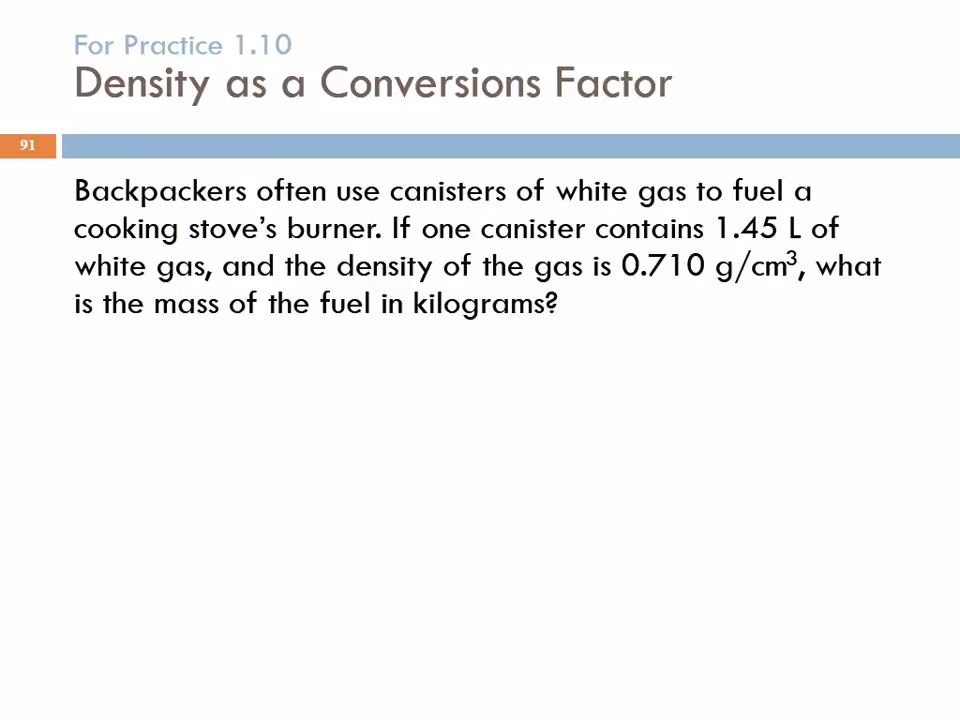 For Practice 1.10
Density as a Conversions Factor
91
Backpackers often use canisters of white gas to fuel a
cooking stove’s burner. If one canister contains 1.45 L of
white gas, and the density of the gas is 0.710 g/cm³, what
is the mass of the fuel in kilograms?